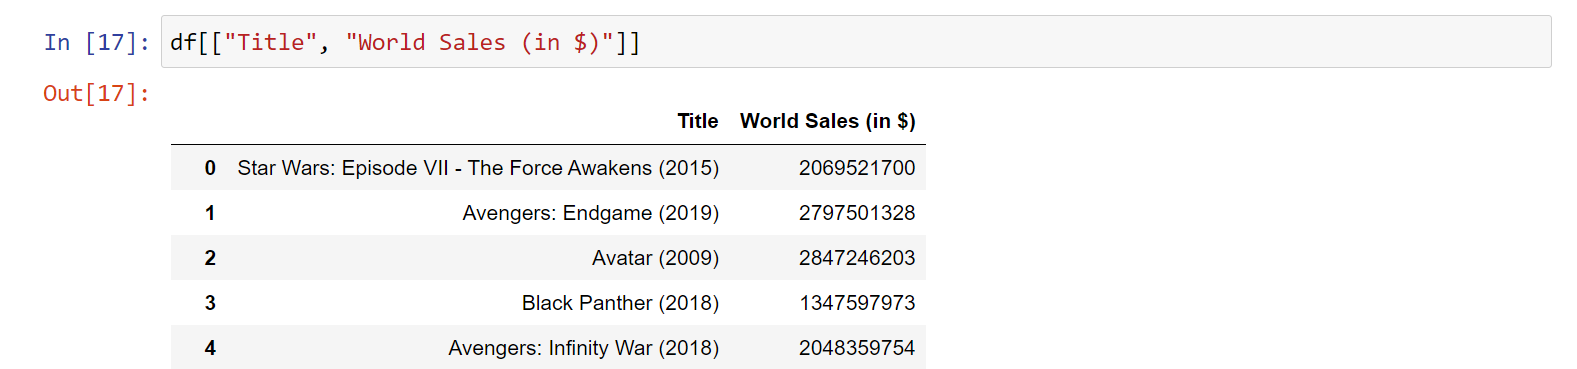 In [17]: df[["Title", "World Sales (in $)"]]
Out[17]:
Title World Sales (in $)
0 Star Wars: Episode VII - The Force Awakens (2015) 2069521700
1 Avengers: Endgame (2019) 2797501328
2 Avatar (2009) 2847246203
3 Black Panther (2018) 1347597973
4 Avengers: Infinity War (2018) 2048359754